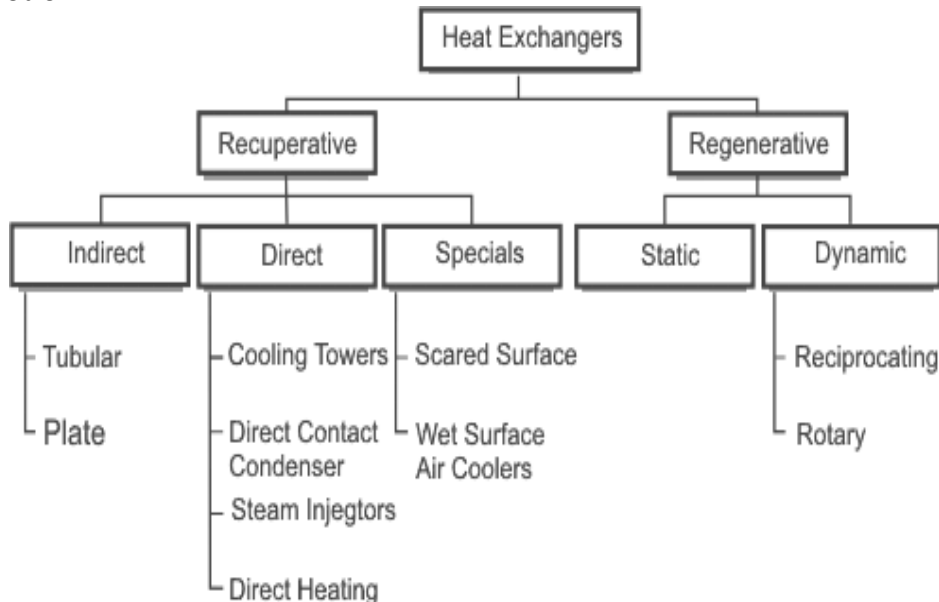 Heat Exchangers
Recuperative
Regenerative
Indirect
Direct
Specials
Static
Dynamic
Tubular
Plate
Cooling Towers
Direct Contact
Condenser
Steam Injegtors
Direct Heating
Scared Surface
Wet Surface
Air Coolers
Reciprocating
Rotary